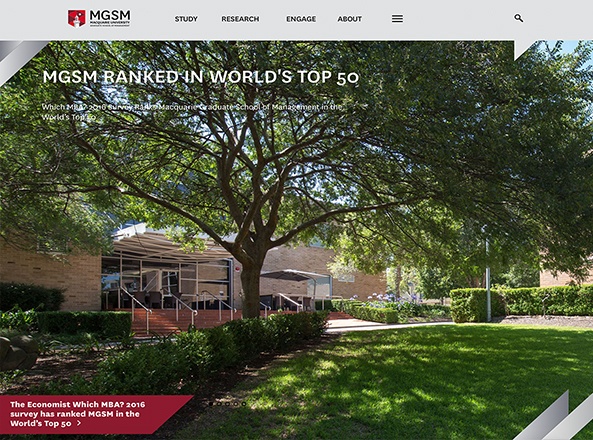 MGSM
MACQUARIE UNIVERSITY
STUDY RESEARCH ENGAGE ABOUT
MGSM RANKED IN WORLD'S TOP 50
Which MBA? 2016 Survey Ranks Macquarie Graduate School of Management in the
World's Top 50
The Economist Which MBA? 2016
survey has ranked MGSM in the
World's Top 50 >